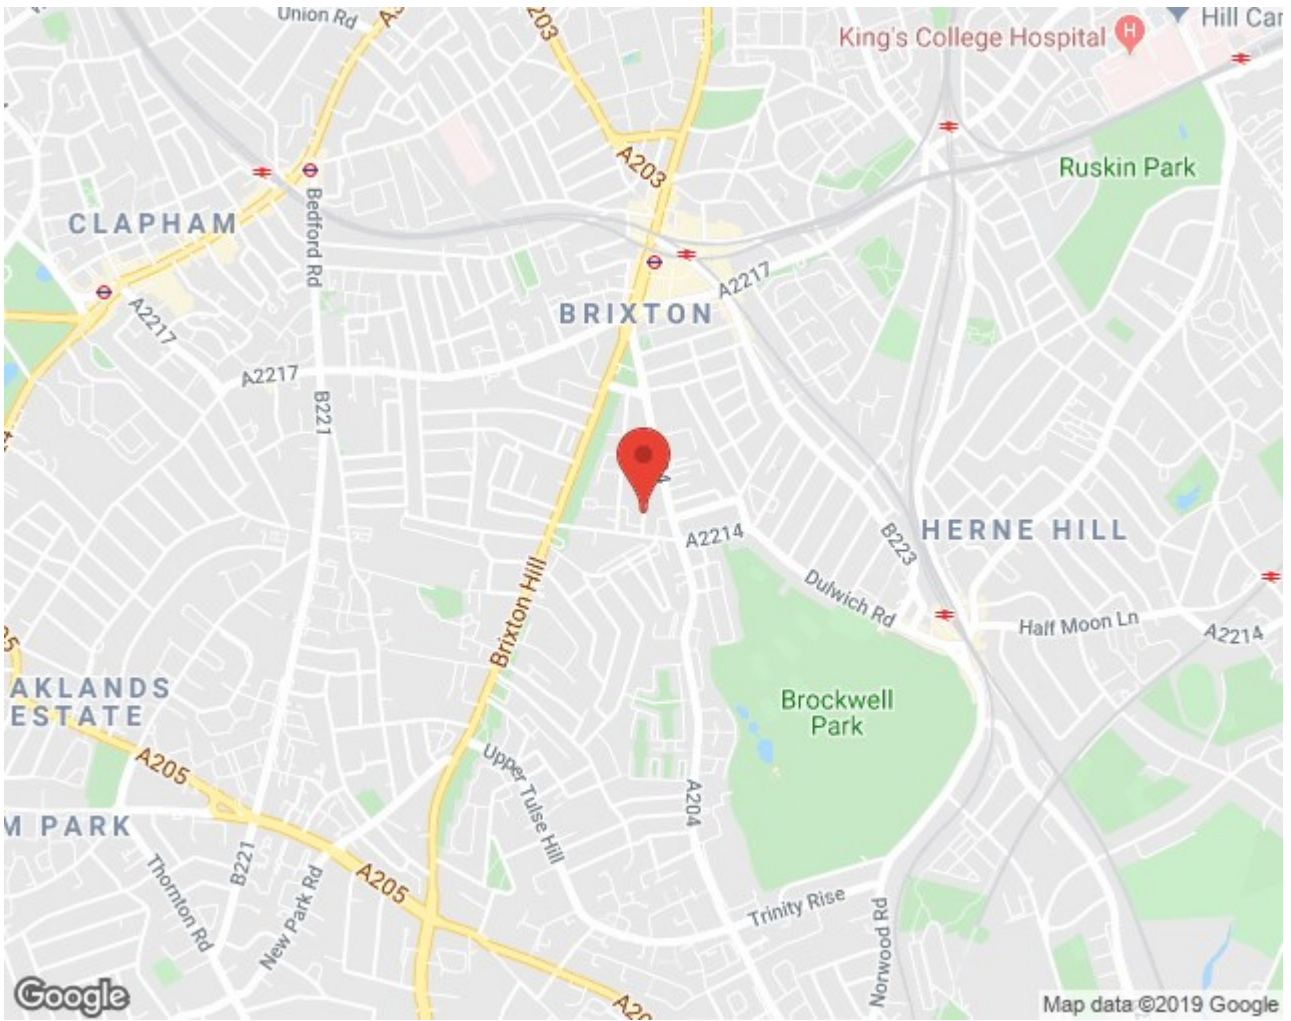 Union Rd
A203
King's College Hospital
H
Hill Car
A203
Ruskin Park
CLAPHAM
Bedford Rd
A2217
A2217
BRIXTON
A2217
B221
A2214
B223
HERNE HILL
Dulwich Rd
Half Moon Ln
A2214
Brixton Hill
AKLANDS
ESTATE
Brockwell
Park
A205
Upper Tulse Hill
A204
M PARK
B221
A205
Thornton Rd
New Park Rd
Trinity Rise
Norwood Rd
Google
Map data ©2019 Google